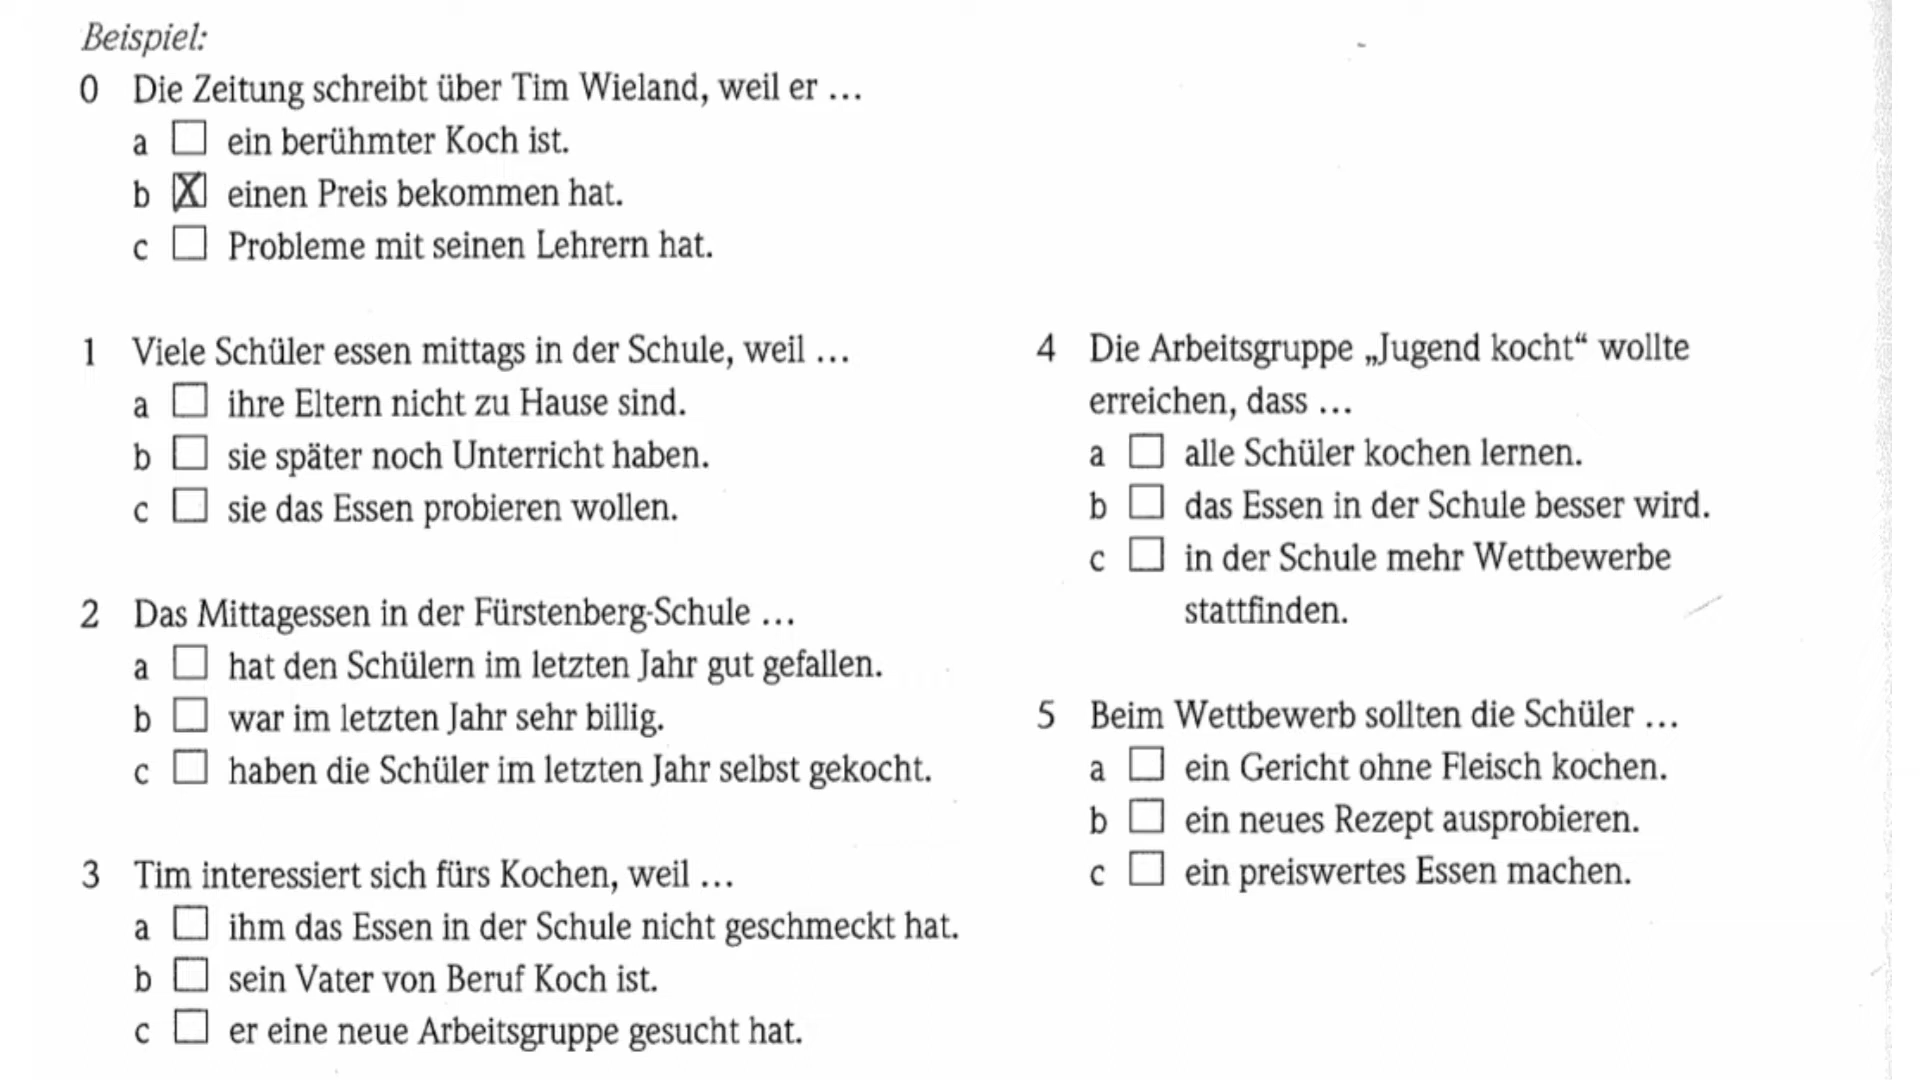 Beispiel:
0 Die Zeitung schreibt über Tim Wieland, weil er ...
a ☐ ein berühmter Koch ist.
b ☒ einen Preis bekommen hat.
c ☐ Probleme mit seinen Lehrern hat.
1 Viele Schüler essen mittags in der Schule, weil ...
a ☐ ihre Eltern nicht zu Hause sind.
b ☐ sie später noch Unterricht haben.
c ☐ sie das Essen probieren wollen.
2 Das Mittagessen in der Fürstenberg-Schule ...
a ☐ hat den Schülern im letzten Jahr gut gefallen.
b ☐ war im letzten Jahr sehr billig.
c ☐ haben die Schüler im letzten Jahr selbst gekocht.
3 Tim interessiert sich fürs Kochen, weil ...
a ☐ ihm das Essen in der Schule nicht geschmeckt hat.
b ☐ sein Vater von Beruf Koch ist.
c ☐ er eine neue Arbeitsgruppe gesucht hat.
4 Die Arbeitsgruppe „Jugend kocht“ wollte
erreichen, dass ...
a ☐ alle Schüler kochen lernen.
b ☐ das Essen in der Schule besser wird.
c ☐ in der Schule mehr Wettbewerbe
stattfinden.
5 Beim Wettbewerb sollten die Schüler ...
a ☐ ein Gericht ohne Fleisch kochen.
b ☐ ein neues Rezept ausprobieren.
c ☐ ein preiswertes Essen machen.